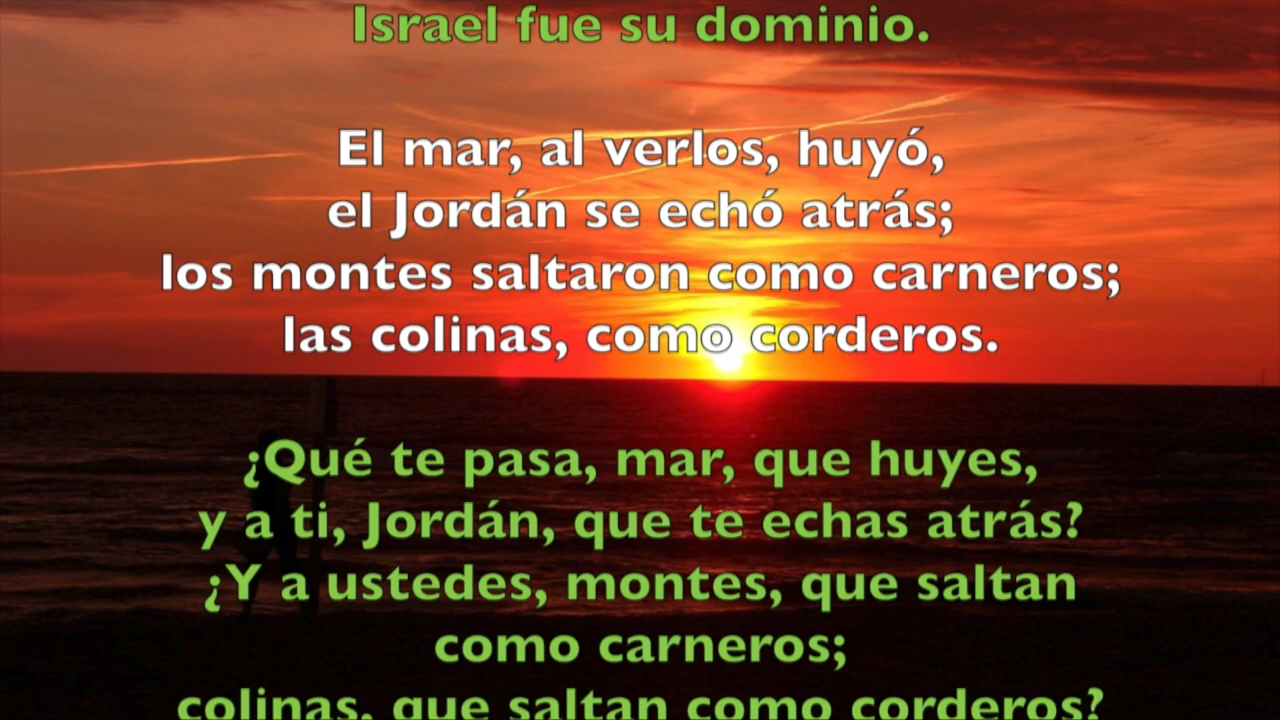 Israel fue su dominio.
El mar, al verlos, huyó,
el Jordán se echó atrás;
los montes saltaron como carneros;
las colinas, como corderos.
¿Qué te pasa, mar, que huyes,
y a ti, Jordán, que te echas atrás?
¿Y a ustedes, montes, que saltan
como carneros;
colinas, que saltan como corderos?